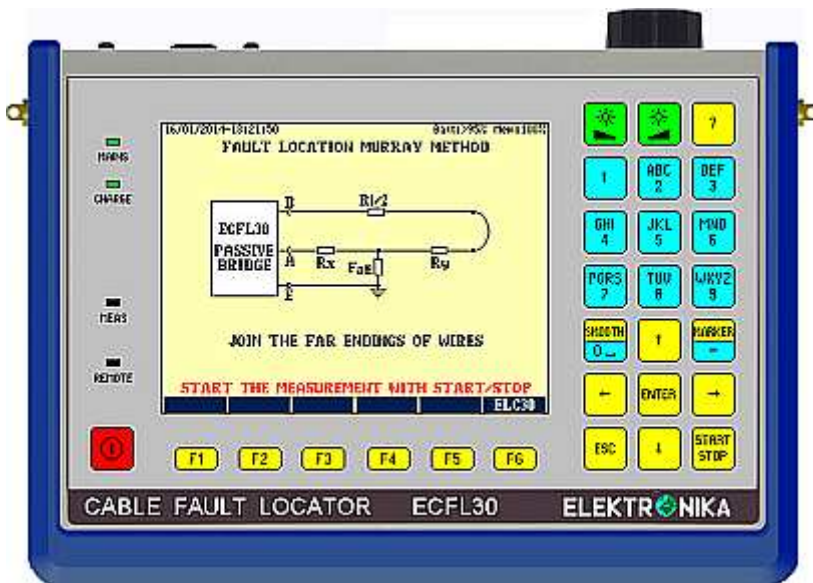 16/01/2014-18:21:50 Batt:>95% Mem:100%
FAULT LOCATION MURRAY METHOD
B R1/2
ECFL30
PASSIVE
BRIDGE
A Rx Ry
E
JOIN THE FAR ENDINGS OF WIRES
START THE MEASUREMENT WITH START/STOP
ELC30
MAINS
CHARGE
MEAS
REMOTE
?
1 ABC 2 DEF 3
GHI 4 JKL 5 MNO 6
PQRS 7 TUV 8 WXYZ 9
SMOOTH 0 ↑ MARKER
← ENTER →
ESC ↓ START STOP
F1 F2 F3 F4 F5 F6
CABLE FAULT LOCATOR ECFL30 ELEKTRONIKA